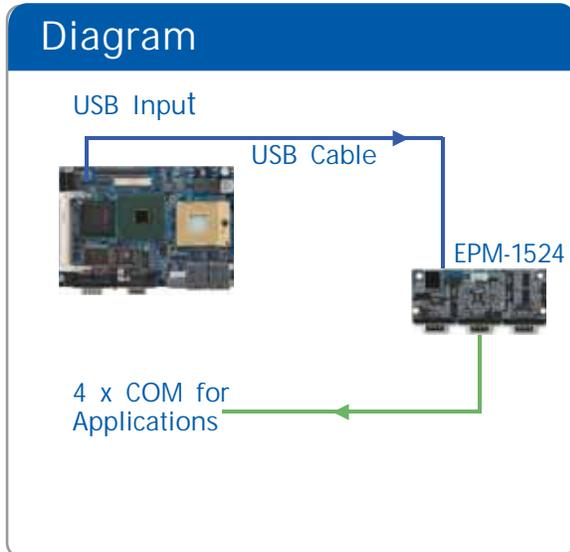 Diagram
USB Input
USB Cable
EPM-1524
4 x COM for
Applications